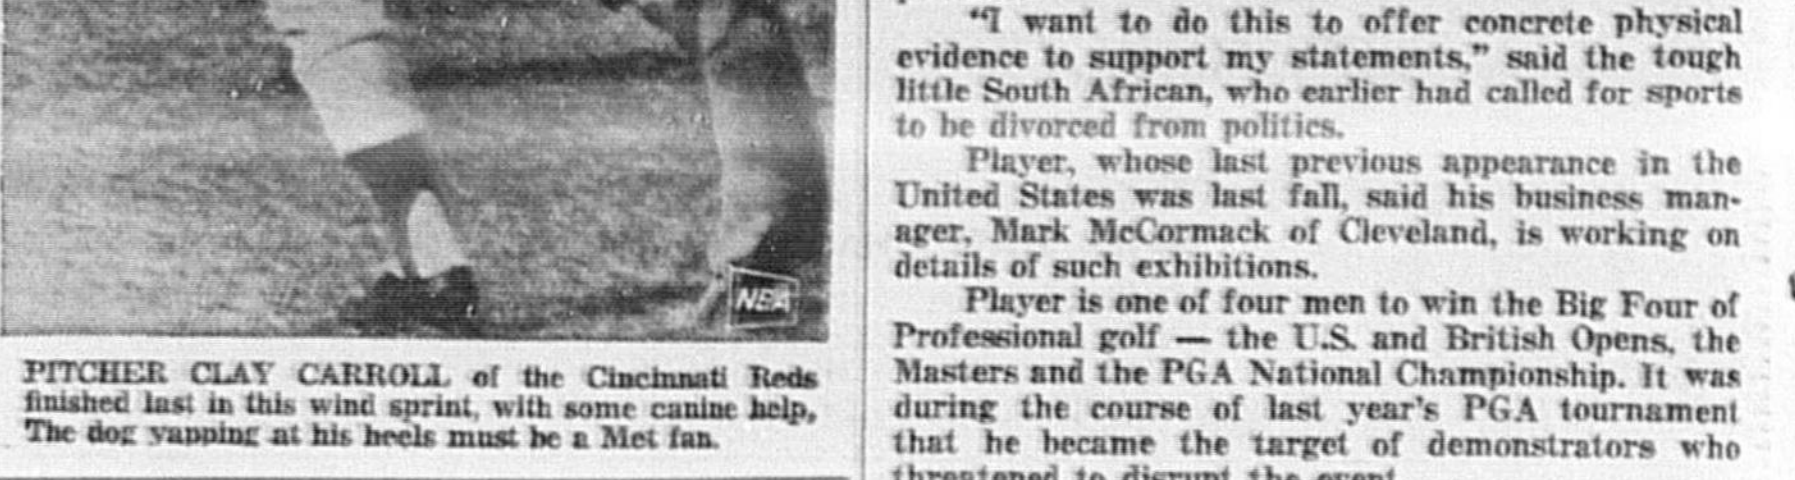 NEA
PITCHER CLAY CARROLL of the Cincinnati Reds
finished last in this wind sprint, with some canine help,
The dog yapping at his heels must be a Met fan.
"I want to do this to offer concrete physical
evidence to support my statements," said the tough
little South African, who earlier had called for sports
to be divorced from politics.
Player, whose last previous appearance in the
United States was last fall, said his business man-
ager, Mark McCormack of Cleveland, is working on
details of such exhibitions.
Player is one of four men to win the Big Four of
Professional golf — the U.S. and British Opens, the
Masters and the PGA National Championship. It was
during the course of last year's PGA tournament
that he became the target of demonstrators who
threatened to disrupt the event.